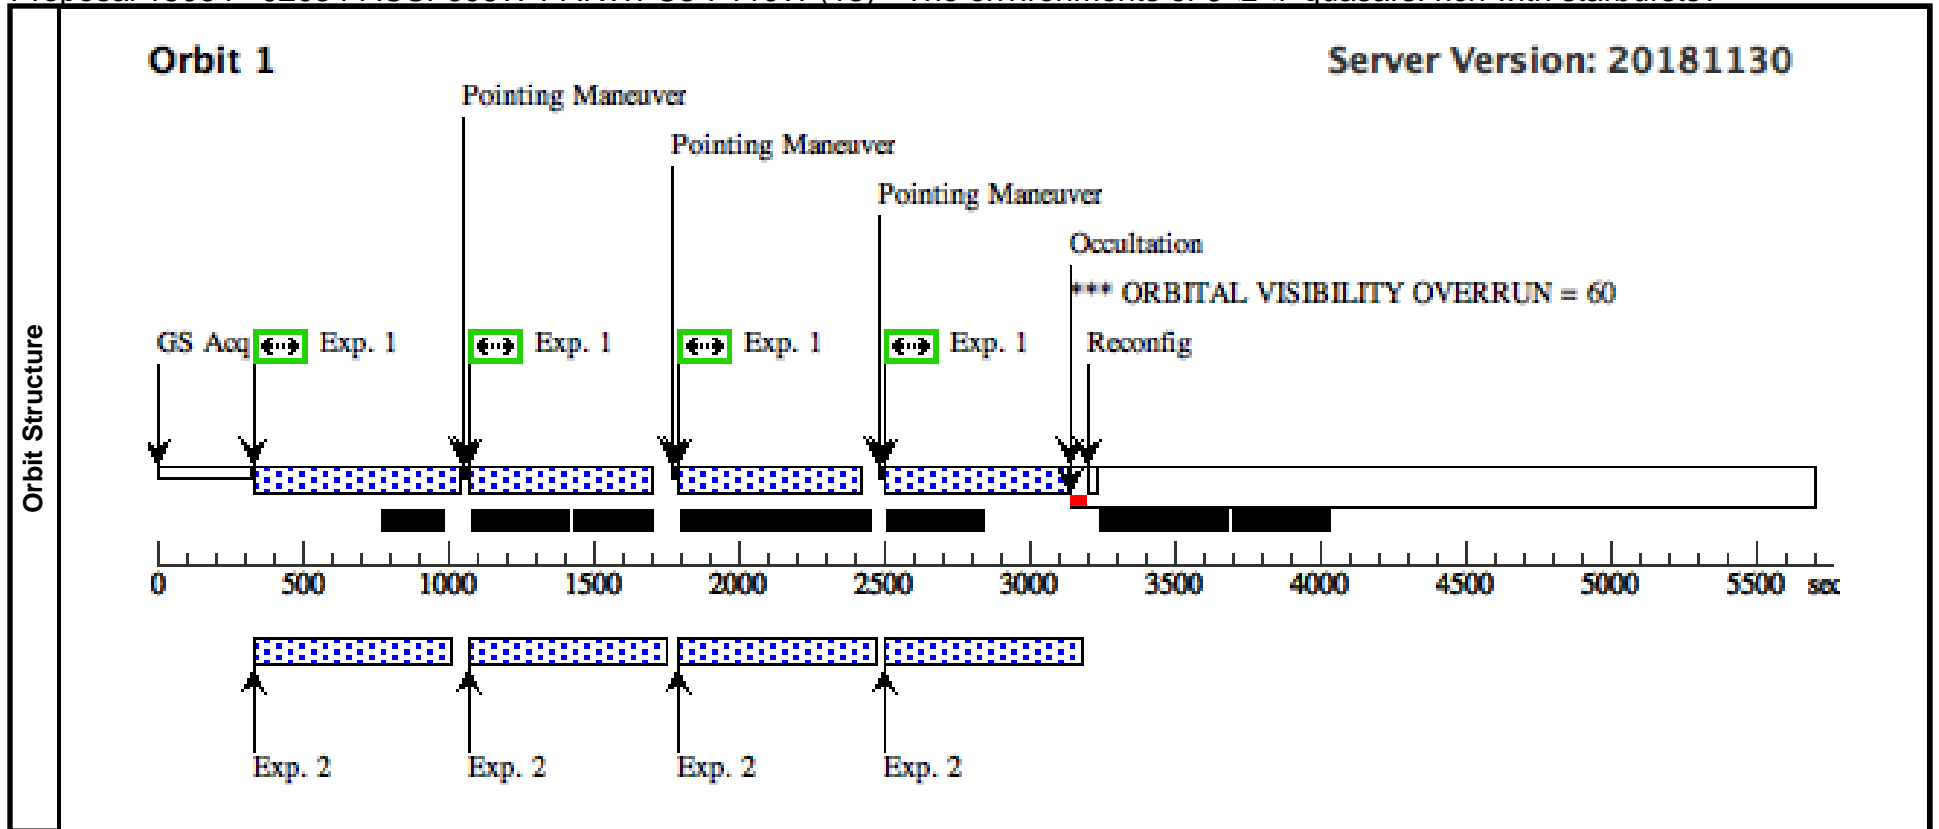 Orbit 1
Server Version: 20181130
Pointing Maneuver
Pointing Maneuver
Pointing Maneuver
Occultation
*** ORBITAL VISIBILITY OVERRUN = 60
GS Acq
Exp. 1
Exp. 1
Exp. 1
Exp. 1
Reconfig
Orbit Structure
0 500 1000 1500 2000 2500 3000 3500 4000 4500 5000 5500 sec
Exp. 2
Exp. 2
Exp. 2
Exp. 2